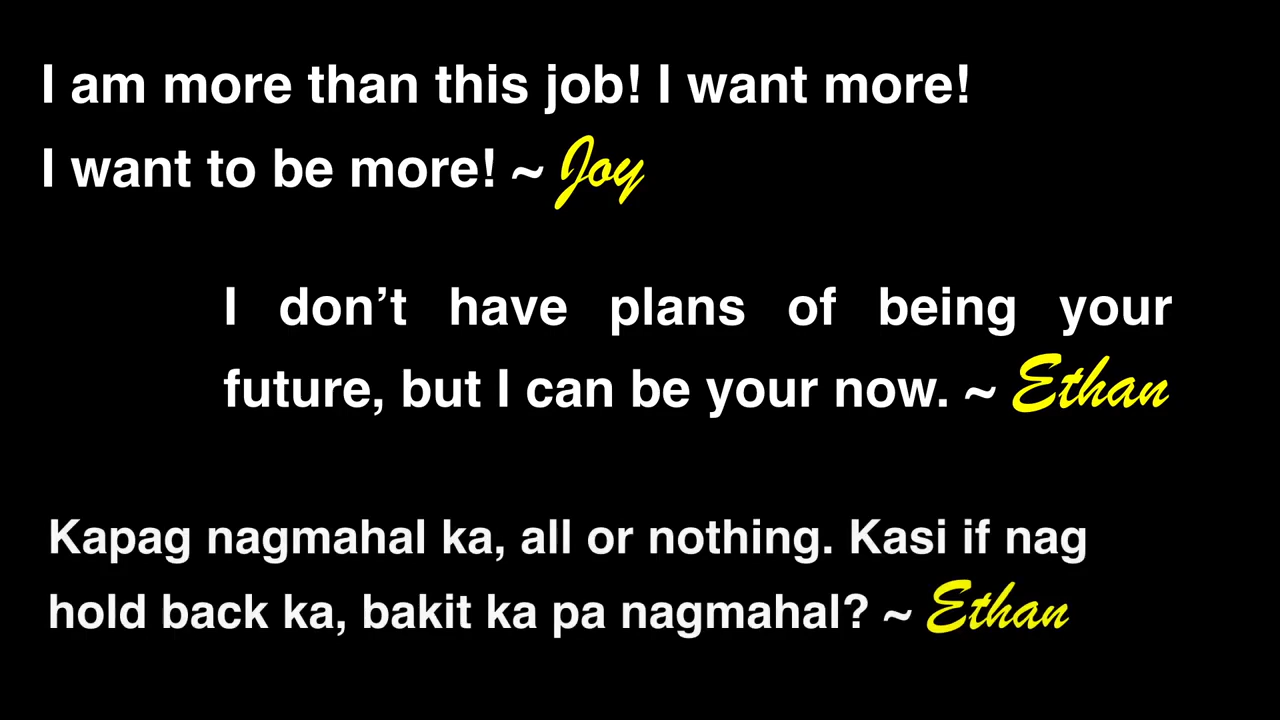 I am more than this job! I want more!
I want to be more! ~ Joy
I don’t have plans of being your
future, but I can be your now. ~ Ethan
Kapag nagmahal ka, all or nothing. Kasi if nag
hold back ka, bakit ka pa nagmahal? ~ Ethan